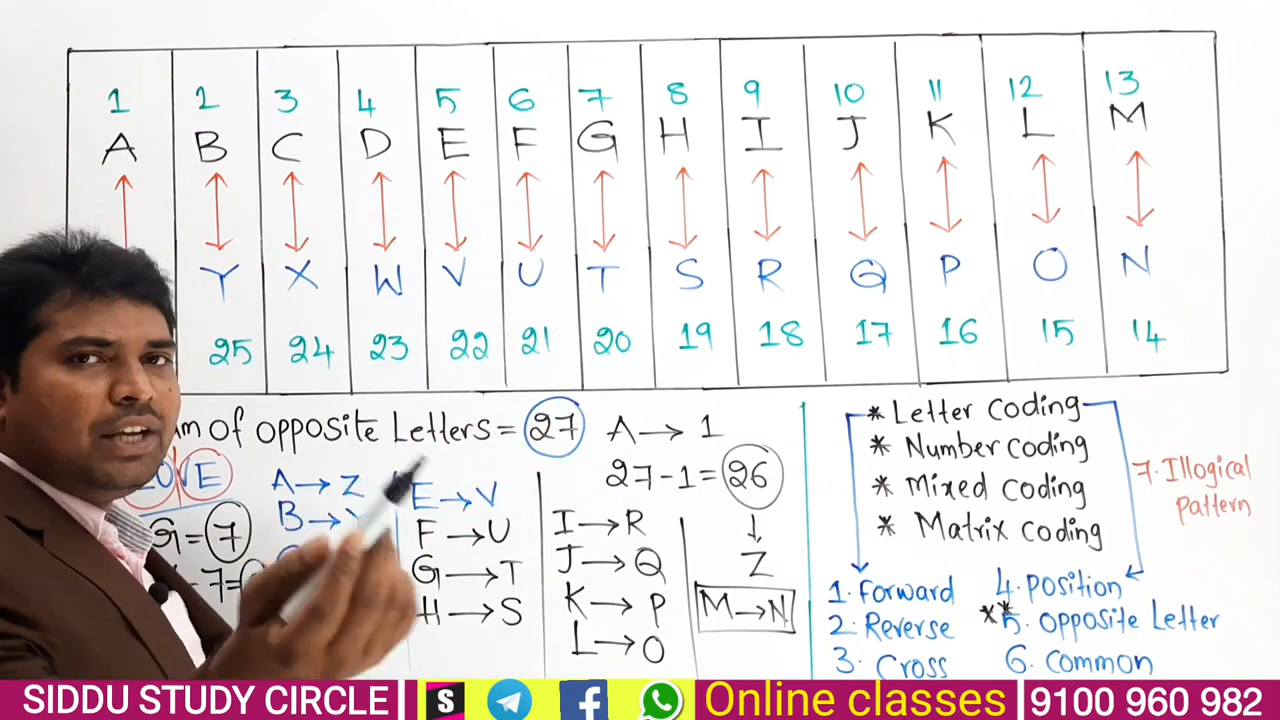 1 2 3 4 5 6 7 8 9 10 11 12 13
A B C D E F G H I J K L M
Y X W V U T S R Q P O N
25 24 23 22 21 20 19 18 17 16 15 14
of opposite Letters = 27
A → 1
27-1 = 26
Z
M → N
OVE
G = 7
7=
A → Z
B →
E → V
F → U
G → T
H → S
I → R
J → Q
K → P
L → O
* Letter coding
* Number coding
* Mixed coding
* Matrix coding
7. Illogical
pattern
1. Forward
2. Reverse
3. Cross
4. position
** 5. opposite Letter
6. common
SIDDU STUDY CIRCLE S f Online classes 9100 960 982